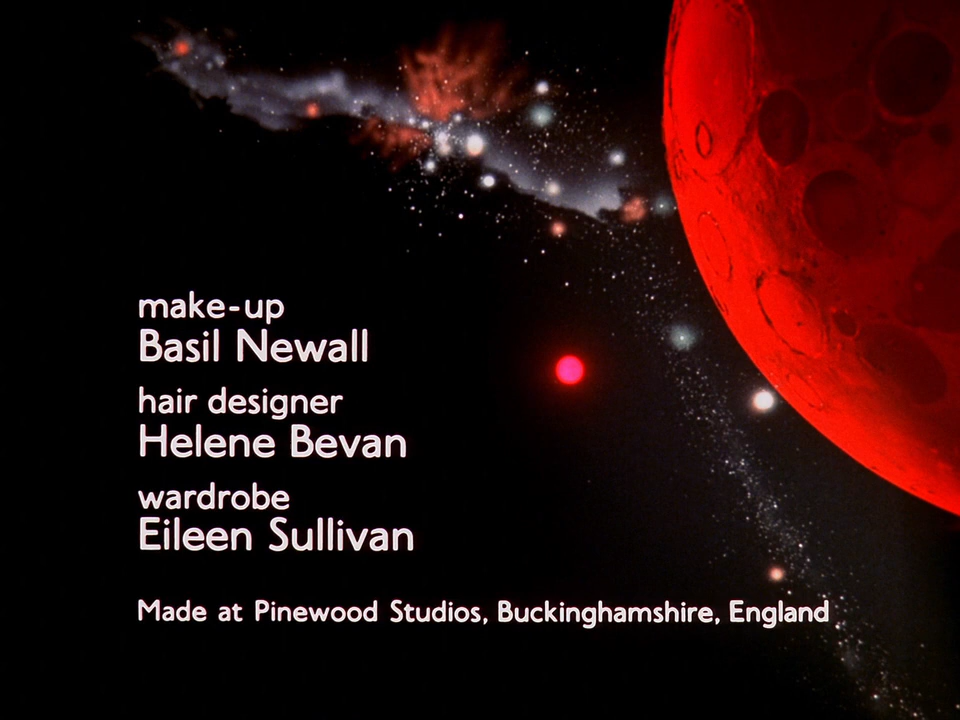 make-up
Basil Newall
hair designer
Helene Bevan
wardrobe
Eileen Sullivan
Made at Pinewood Studios, Buckinghamshire, England